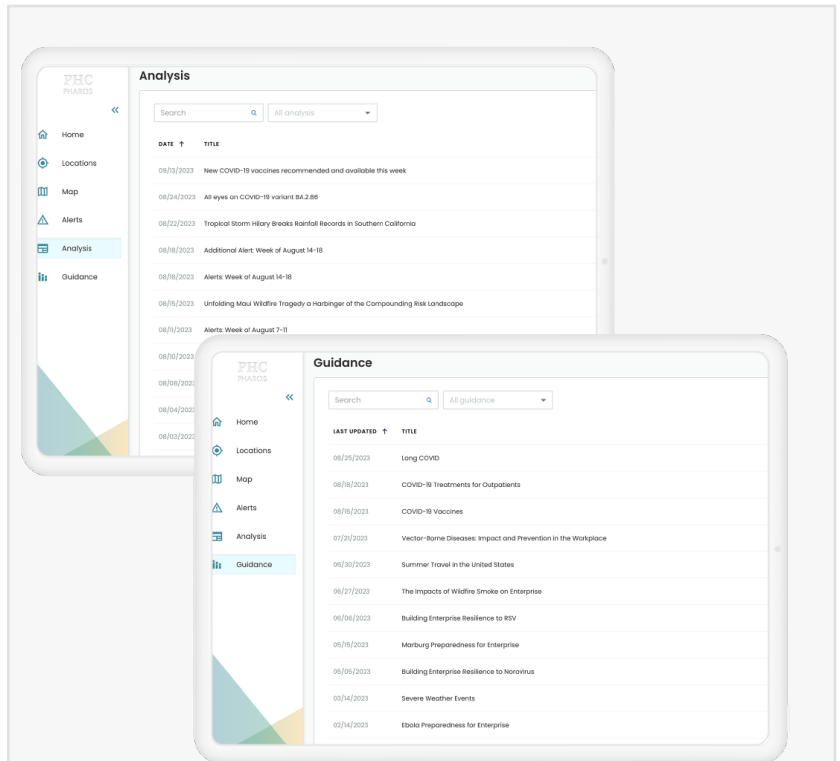 PHC
PHAROS
Analysis
Search
All analysis
Home
Locations
Map
Alerts
Analysis
Guidance
DATE ↑ TITLE
09/13/2023 New COVID-19 vaccines recommended and available this week
08/24/2023 All eyes on COVID-19 variant BA.2.86
08/22/2023 Tropical Storm Hilary Breaks Rainfall Records in Southern California
08/18/2023 Additional Alert: Week of August 14-18
08/18/2023 Alerts: Week of August 14-18
08/15/2023 Unfolding Maui Wildfire Tragedy a Harbinger of the Compounding Risk Landscape
08/11/2023 Alerts: Week of August 7-11
08/10/2023
08/04/2023
08/03/2023
PHC
PHAROS
Guidance
Search
All guidance
Home
Locations
Map
Alerts
Analysis
Guidance
LAST UPDATED ↑ TITLE
Long COVID
08/18/2023 COVID-19 Treatments for Outpatients
08/15/2023 COVID-19 Vaccines
07/21/2023 Vector-Borne Diseases: Impact and Prevention in the Workplace
06/30/2023 Summer Travel in the United States
06/27/2023 The Impacts of Wildfire Smoke on Enterprise
06/06/2023 Building Enterprise Resilience to RSV
05/15/2023 Marburg Preparedness for Enterprise
05/05/2023 Building Enterprise Resilience to Norovirus
03/14/2023 Severe Weather Events
02/14/2023 Ebola Preparedness for Enterprise